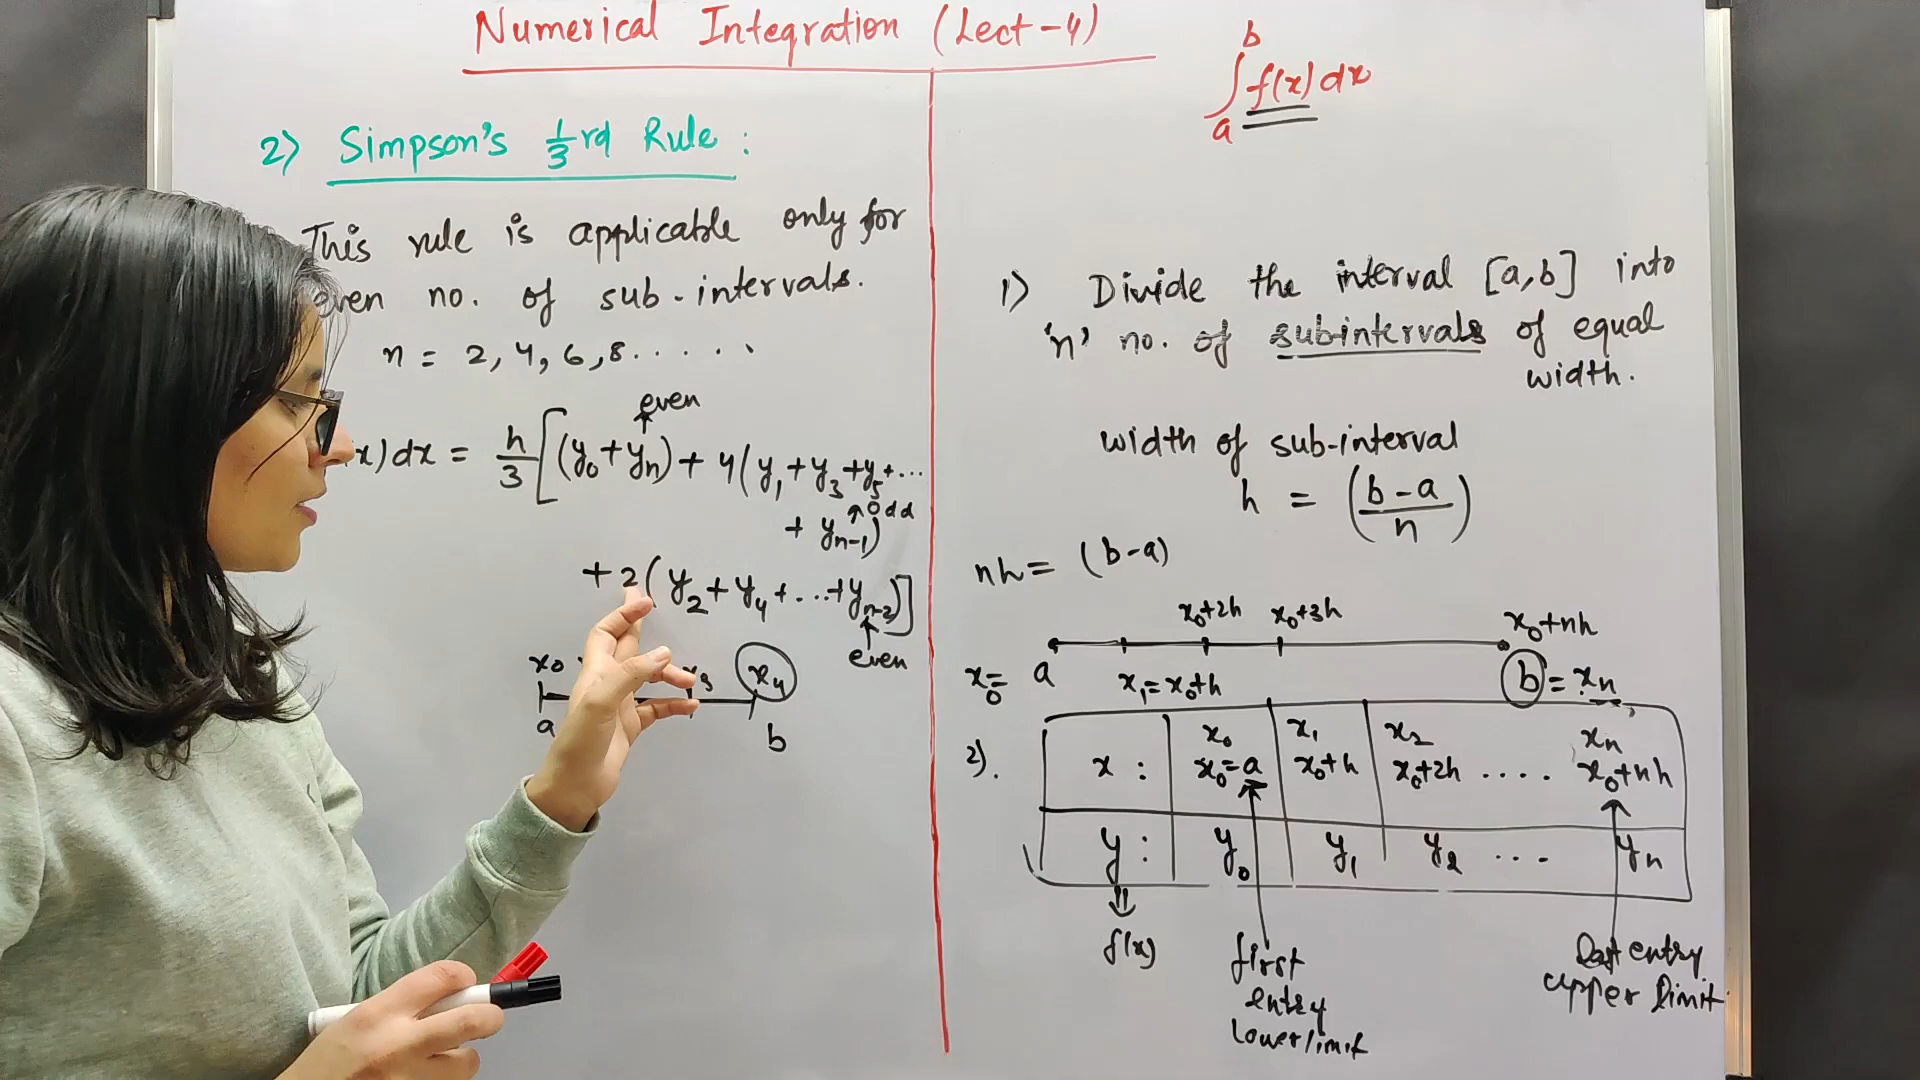 Numerical Integration (Lect-4)
2) Simpson's 1/3rd Rule :
This rule is applicable only for
even no. of sub-intervals.
n = 2, 4, 6, 8 . . . . .
even
x) dx = h/3 [(y₀ + yₙ) + 4 (y₁ + y₃ + y₅ + ...
odd
+ yₙ₋₁)
+ 2 (y₂ + y₄ + ... + yₙ₋₂)]
even
x₀ x₄
a b
∫ₐᵇ f(x) dx
1) Divide the interval [a,b] into
'n' no. of subintervals of equal
width.
width of sub-interval
h = (b-a/n)
nh = (b-a)
x₀+2h x₀+3h x₀+nh
x₀= a x₁=x₀+h b = xₙ
2). x : x₀ x₁ x₂ xₙ
x₀=a x₀+h x₀+2h .... x₀+nh
y : y₀ y₁ y₂ ... yₙ
f(x)
first
entry
lower limit
Last entry
upper limit